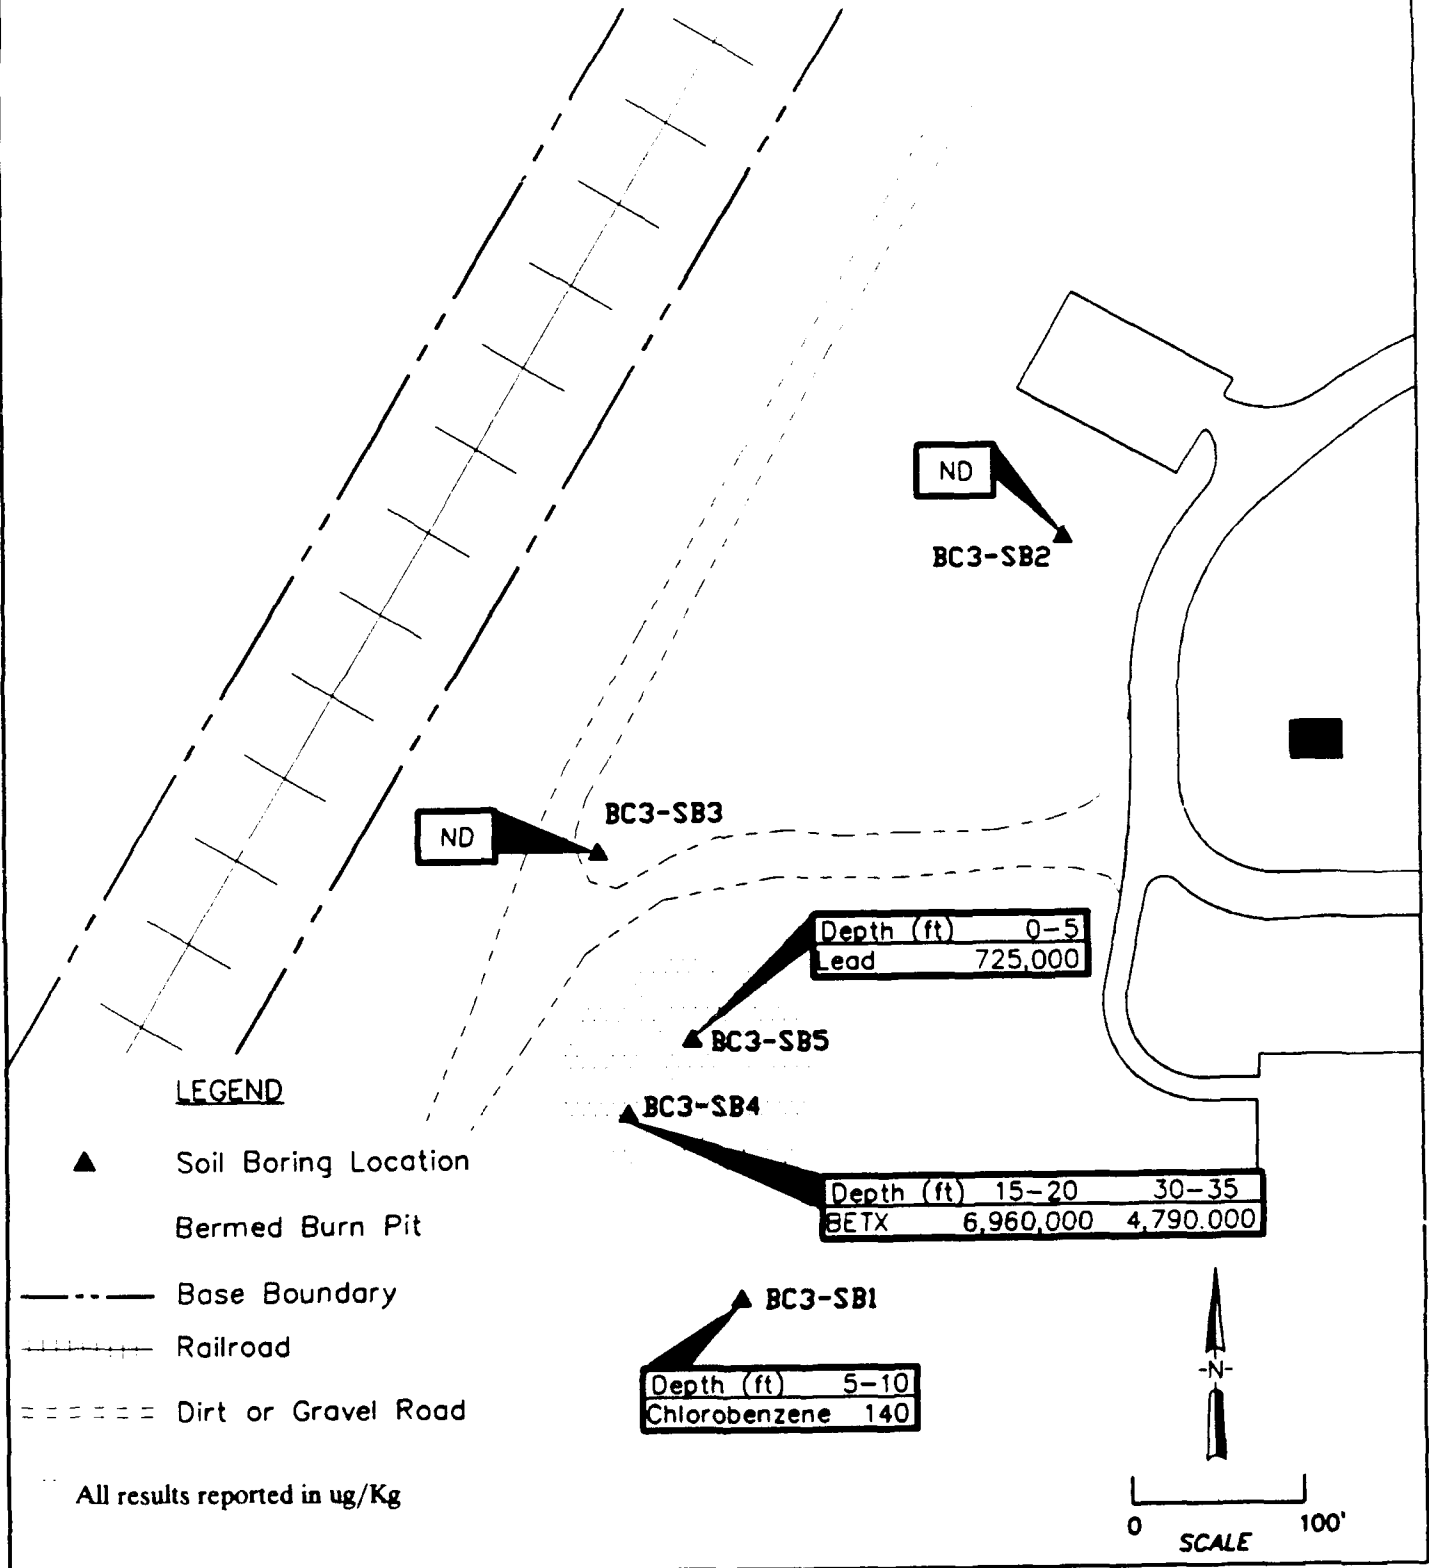 ND
BC3-SB2
BC3-SB3
ND
Depth (ft) 0-5
Lead 725,000
BC3-SB5
BC3-SB4
Depth (ft) 15-20 30-35
BETX 6,960,000 4,790.000
BC3-SB1
Depth (ft) 5-10
Chlorobenzene 140
LEGEND
Soil Boring Location
Bermed Burn Pit
Base Boundary
Railroad
Dirt or Gravel Road
All results reported in ug/Kg
-N-
0 100'
SCALE